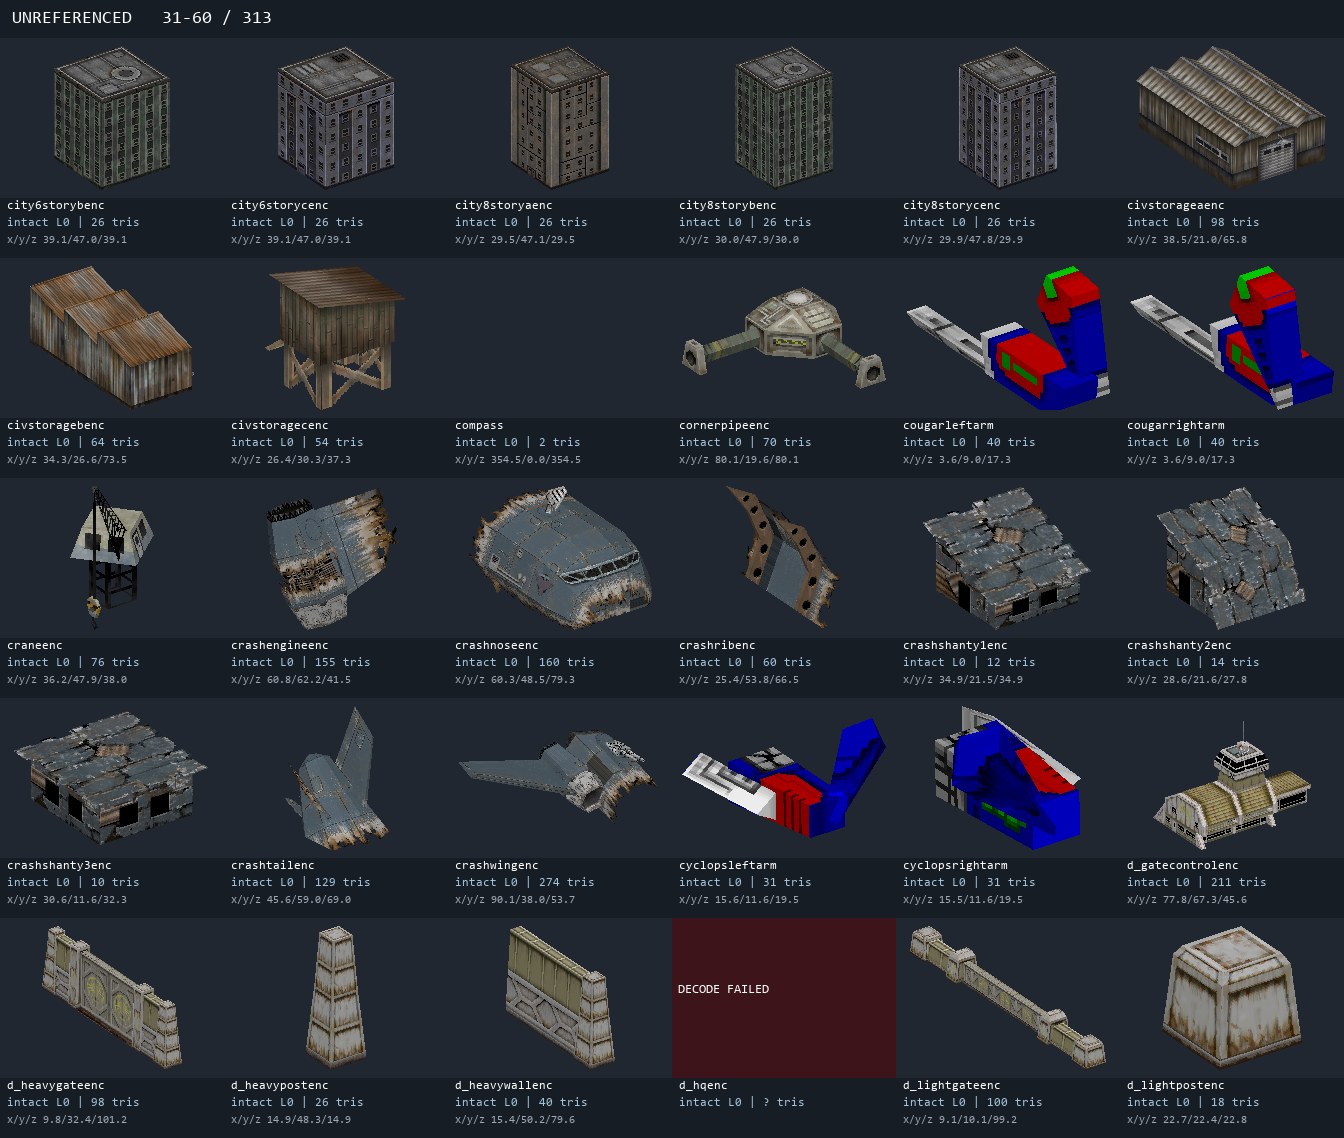 UNREFERENCED 31-60 / 313
city6storybenc
intact L0 | 26 tris
x/y/z 39.1/47.0/39.1
city6storycenc
intact L0 | 26 tris
x/y/z 39.1/47.0/39.1
city8storyaenc
intact L0 | 26 tris
x/y/z 29.5/47.1/29.5
city8storybenc
intact L0 | 26 tris
x/y/z 30.0/47.9/30.0
city8storycenc
intact L0 | 26 tris
x/y/z 29.9/47.8/29.9
civstorageaenc
intact L0 | 98 tris
x/y/z 38.5/21.0/65.8
civstoragebenc
intact L0 | 64 tris
x/y/z 34.3/26.6/73.5
civstoragecenc
intact L0 | 54 tris
x/y/z 26.4/30.3/37.3
compass
intact L0 | 2 tris
x/y/z 354.5/0.0/354.5
cornerpipeenc
intact L0 | 70 tris
x/y/z 80.1/19.6/80.1
cougarleftarm
intact L0 | 40 tris
x/y/z 3.6/9.0/17.3
cougarrightarm
intact L0 | 40 tris
x/y/z 3.6/9.0/17.3
craneenc
intact L0 | 76 tris
x/y/z 36.2/47.9/38.0
crashengineenc
intact L0 | 155 tris
x/y/z 60.8/62.2/41.5
crashnoseenc
intact L0 | 160 tris
x/y/z 60.3/48.5/79.3
crashribenc
intact L0 | 60 tris
x/y/z 25.4/53.8/66.5
crashshanty1enc
intact L0 | 12 tris
x/y/z 34.9/21.5/34.9
crashshanty2enc
intact L0 | 14 tris
x/y/z 28.6/21.6/27.8
crashshanty3enc
intact L0 | 10 tris
x/y/z 30.6/11.6/32.3
crashtailenc
intact L0 | 129 tris
x/y/z 45.6/59.0/69.0
crashwingenc
intact L0 | 274 tris
x/y/z 90.1/38.0/53.7
cyclopsleftarm
intact L0 | 31 tris
x/y/z 15.6/11.6/19.5
cyclopsrightarm
intact L0 | 31 tris
x/y/z 15.5/11.6/19.5
d_gatecontrolenc
intact L0 | 211 tris
x/y/z 77.8/67.3/45.6
d_heavygateenc
intact L0 | 98 tris
x/y/z 9.8/32.4/101.2
d_heavypostenc
intact L0 | 26 tris
x/y/z 14.9/48.3/14.9
d_heavywallenc
intact L0 | 40 tris
x/y/z 15.4/50.2/79.6
DECODE FAILED
d_hqenc
intact L0 | ? tris
d_lightgateenc
intact L0 | 100 tris
x/y/z 9.1/10.1/99.2
d_lightpostenc
intact L0 | 18 tris
x/y/z 22.7/22.4/22.8